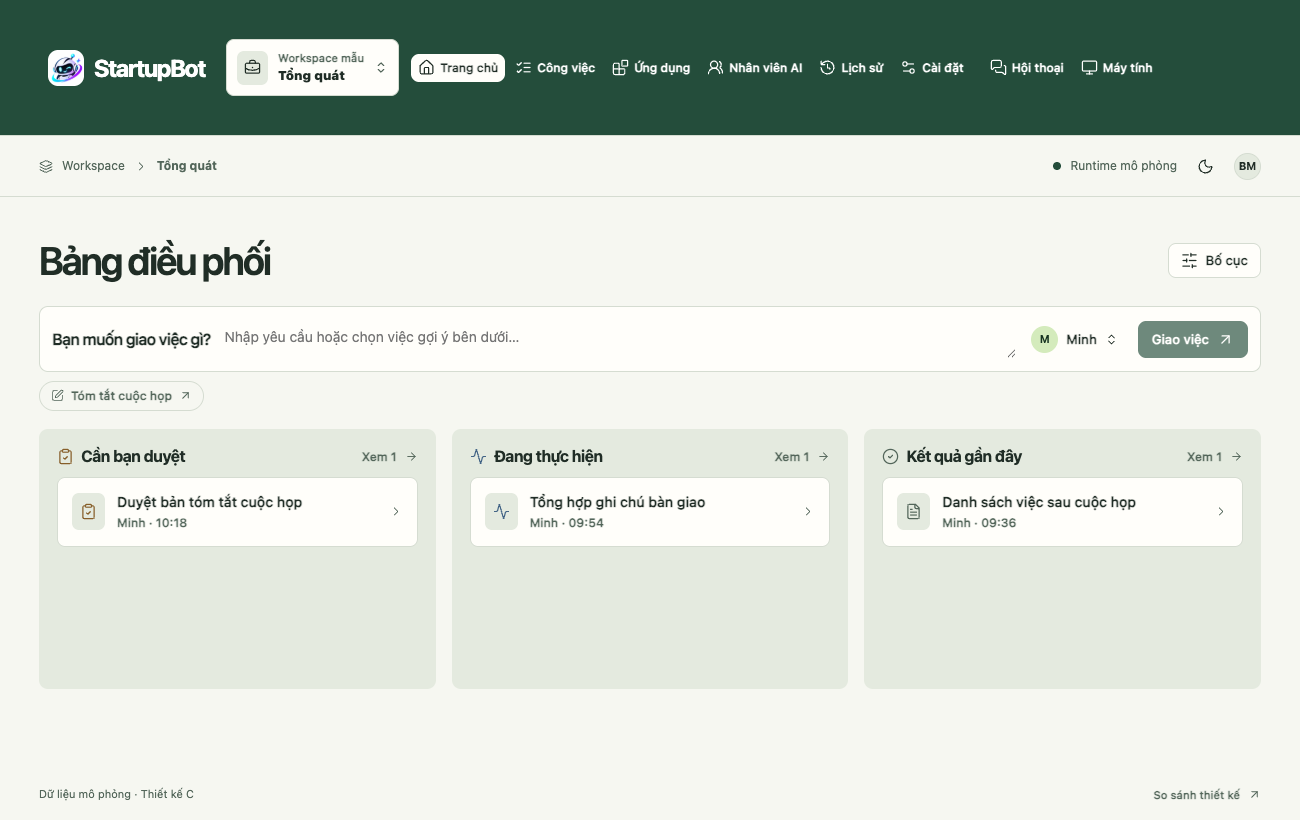 StartupBot
Workspace mẫu
Tổng quát
Trang chủ
Công việc
Ứng dụng
Nhân viên AI
Lịch sử
Cài đặt
Hội thoại
Máy tính
Workspace
Tổng quát
Runtime mô phỏng
BM
Bảng điều phối
Bố cục
Bạn muốn giao việc gì?
Nhập yêu cầu hoặc chọn việc gợi ý bên dưới...
M
Minh
Giao việc
Tóm tắt cuộc họp
Cần bạn duyệt
Xem 1
Duyệt bản tóm tắt cuộc họp
Minh · 10:18
Đang thực hiện
Xem 1
Tổng hợp ghi chú bàn giao
Minh · 09:54
Kết quả gần đây
Xem 1
Danh sách việc sau cuộc họp
Minh · 09:36
Dữ liệu mô phỏng · Thiết kế C
So sánh thiết kế